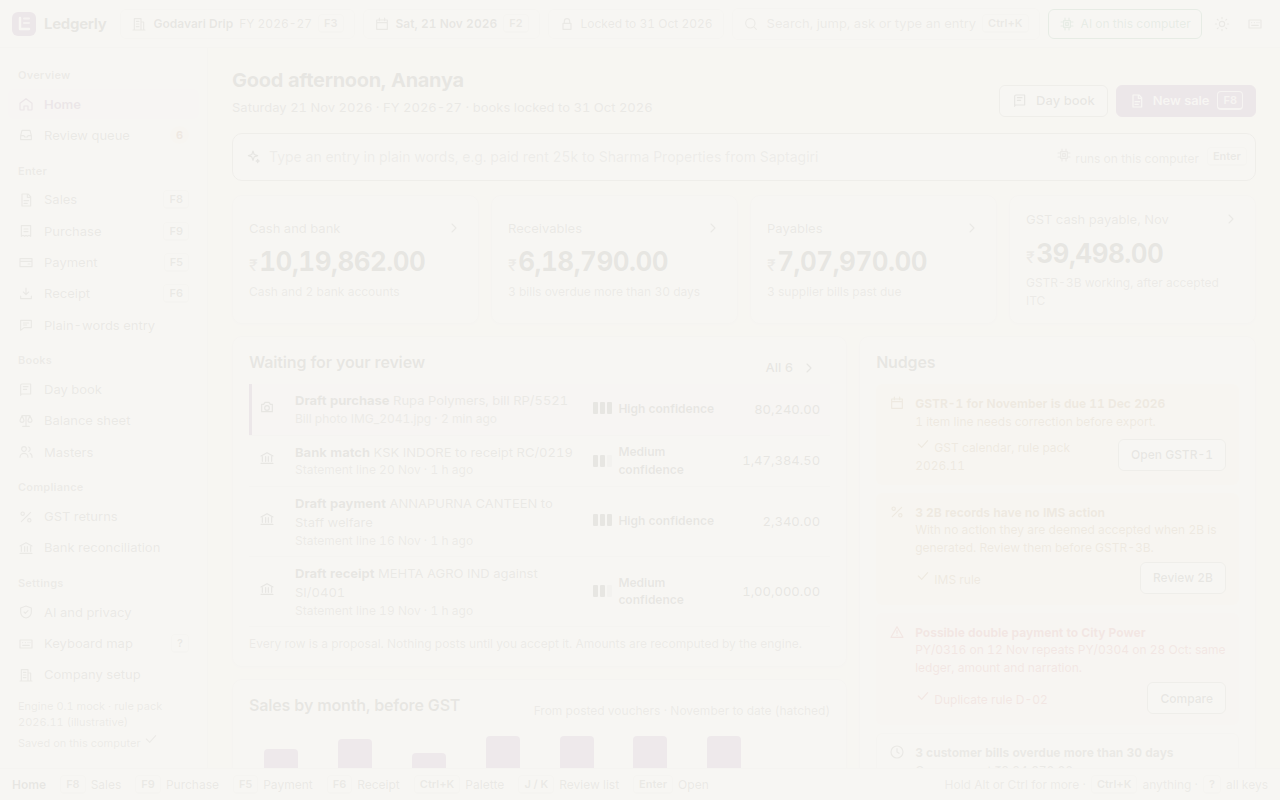 Ledgerly
Godavari Drip FY 2026-27 F3
Sat, 21 Nov 2026 F2
Locked to 31 Oct 2026
Search, jump, ask or type an entry Ctrl+K
AI on this computer
Overview
Home
Review queue 6
Enter
Sales F8
Purchase F9
Payment F5
Receipt F6
Plain-words entry
Books
Day book
Balance sheet
Masters
Compliance
GST returns
Bank reconciliation
Settings
AI and privacy
Keyboard map ?
Company setup
Engine 0.1 mock · rule pack
2026.11 (illustrative)
Saved on this computer
Good afternoon, Ananya
Saturday 21 Nov 2026 · FY 2026-27 · books locked to 31 Oct 2026
Day book
New sale F8
Type an entry in plain words, e.g. paid rent 25k to Sharma Properties from Saptagiri
runs on this computer Enter
Cash and bank
₹10,19,862.00
Cash and 2 bank accounts
Receivables
₹6,18,790.00
3 bills overdue more than 30 days
Payables
₹7,07,970.00
3 supplier bills past due
GST cash payable, Nov
₹39,498.00
GSTR-3B working, after accepted
ITC
Waiting for your review
All 6
Draft purchase Rupa Polymers, bill RP/5521
Bill photo IMG_2041.jpg · 2 min ago
High confidence
80,240.00
Bank match KSK INDORE to receipt RC/0219
Statement line 20 Nov · 1 h ago
Medium
confidence
1,47,384.50
Draft payment ANNAPURNA CANTEEN to
Staff welfare
Statement line 16 Nov · 1 h ago
High confidence
2,340.00
Draft receipt MEHTA AGRO IND against
SI/0401
Statement line 19 Nov · 1 h ago
Medium
confidence
1,00,000.00
Every row is a proposal. Nothing posts until you accept it. Amounts are recomputed by the engine.
Sales by month, before GST
From posted vouchers · November to date (hatched)
Nudges
GSTR-1 for November is due 11 Dec 2026
1 item line needs correction before export.
GST calendar, rule pack
2026.11
Open GSTR-1
3 2B records have no IMS action
With no action they are deemed accepted when 2B is
generated. Review them before GSTR-3B.
IMS rule
Review 2B
Possible double payment to City Power
PY/0316 on 12 Nov repeats PY/0304 on 25 Oct: same
ledger, amount and narration.
Duplicate rule D-02
Compare
3 customer bills overdue more than 30 days
Home F8 Sales F9 Purchase F5 Payment F6 Receipt Ctrl+K Palette J / K Review list Enter Open
Hold Alt or Ctrl for more · Ctrl+K anything · ? all keys